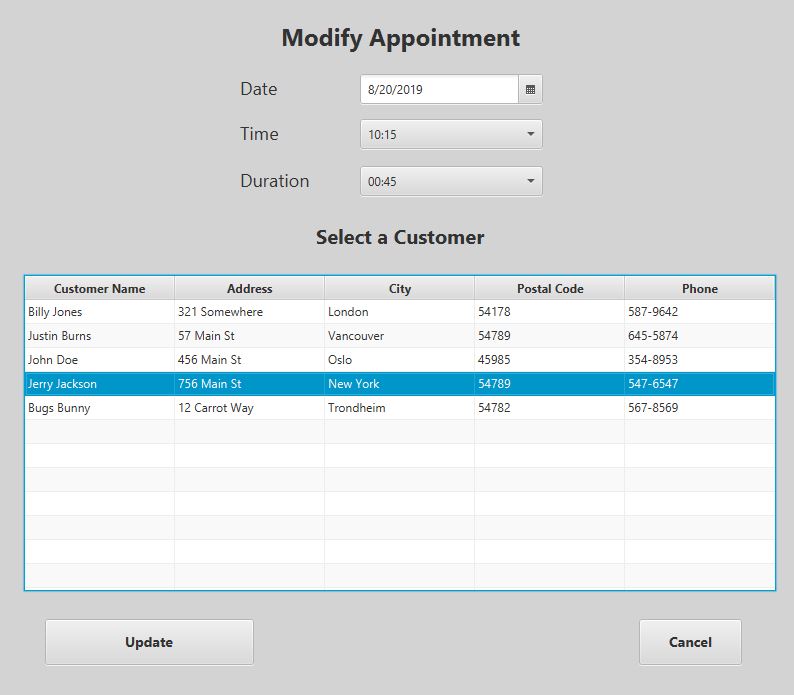 Modify Appointment
Date 8/20/2019
Time 10:15
Duration 00:45
Select a Customer
Customer Name Address City Postal Code Phone
Billy Jones 321 Somewhere London 54178 587-9642
Justin Burns 57 Main St Vancouver 54789 645-5874
John Doe 456 Main St Oslo 45985 354-8953
Jerry Jackson 756 Main St New York 54789 547-6547
Bugs Bunny 12 Carrot Way Trondheim 54782 567-8569
Update Cancel